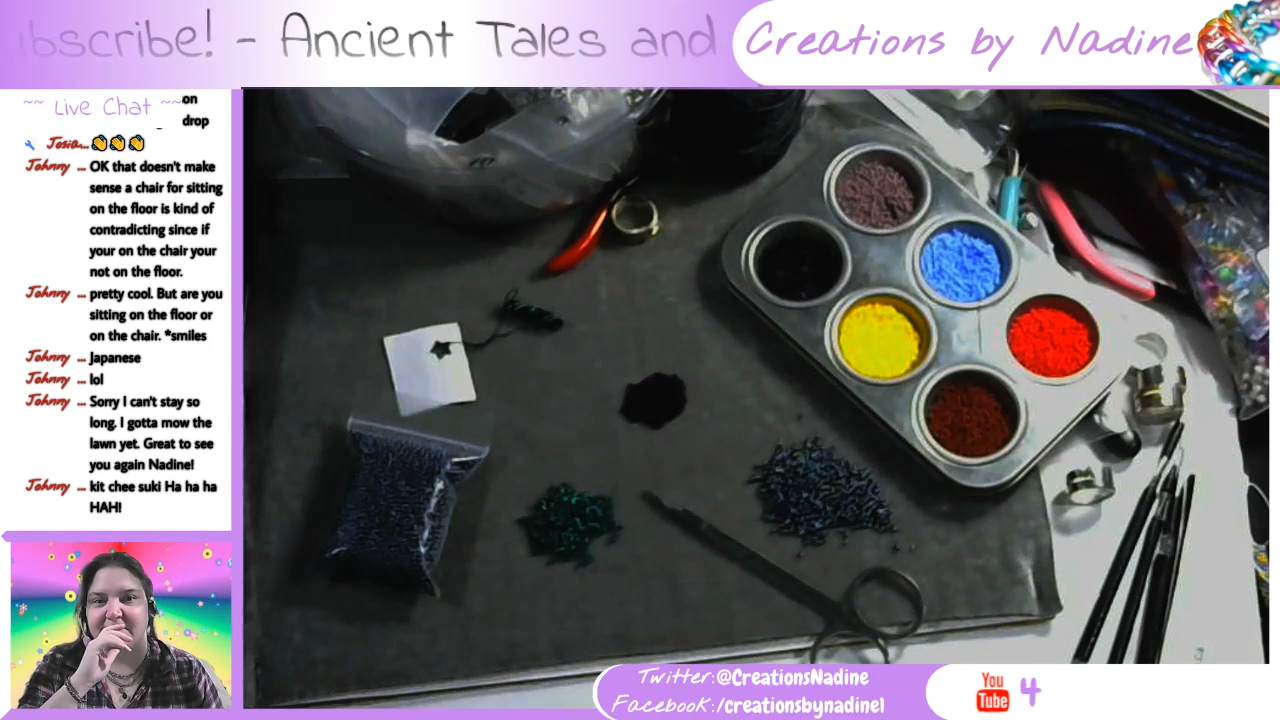 ibscribe! - Ancient Tales and
Creations by Nadine
~~ Live Chat ~~
on
drop
Josia...
Johnny ... OK that doesn't make
sense a chair for sitting
on the floor is kind of
contradicting since if
your on the chair your
not on the floor.
Johnny ... pretty cool. But are you
sitting on the floor or
on the chair. *smiles
Johnny ... Japanese
Johnny ... lol
Johnny ... Sorry I can't stay so
long. I gotta mow the
lawn yet. Great to see
you again Nadine!
Johnny ... kit chee suki Ha ha ha
HAH!
Twitter:@CreationsNadine
Facebook:/creationsbynadine1
You
Tube 4